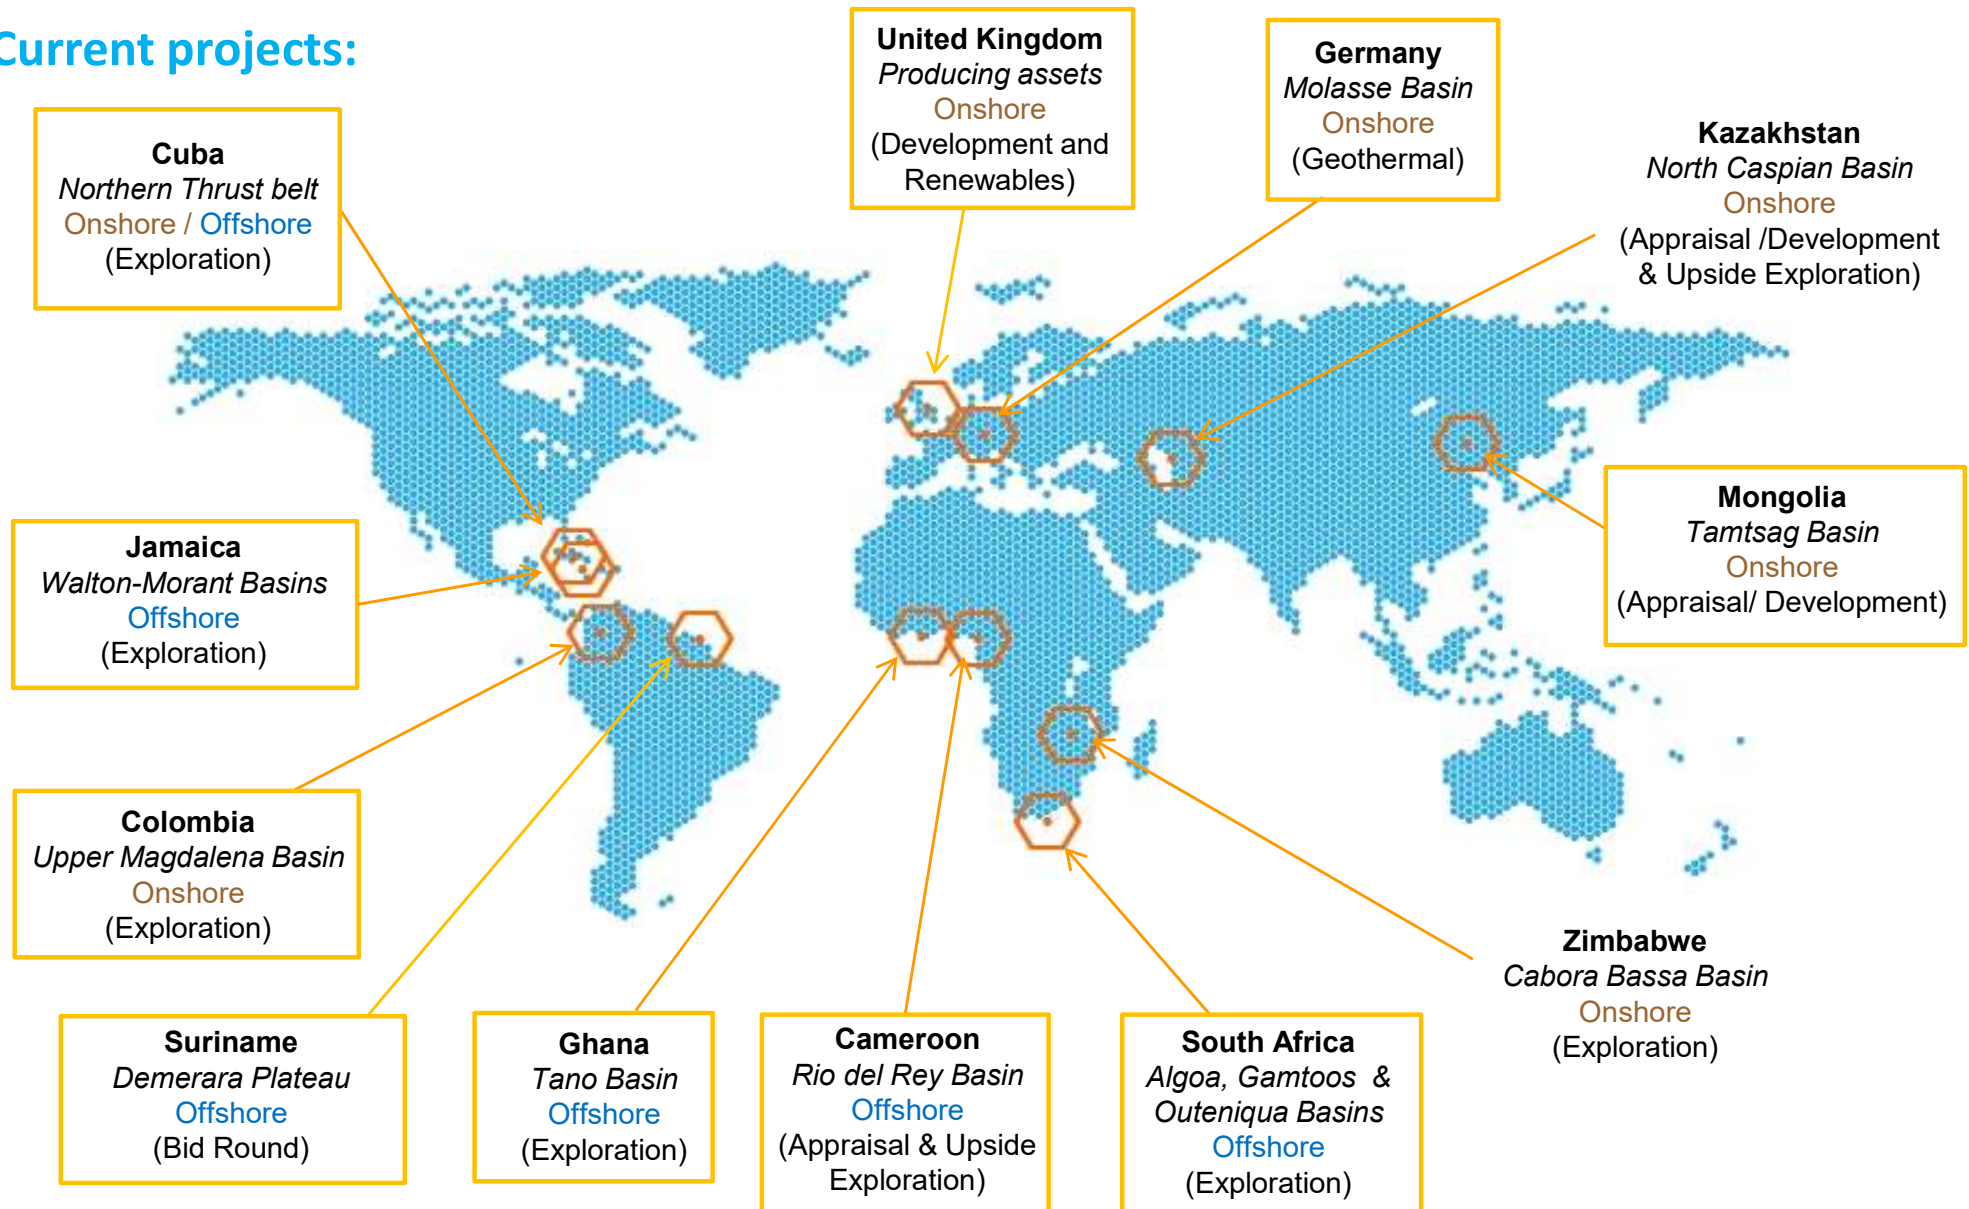 Current projects:
United Kingdom
Producing assets
Onshore
(Development and
Renewables)
Germany
Molasse Basin
Onshore
(Geothermal)
Kazakhstan
North Caspian Basin
Onshore
(Appraisal /Development
& Upside Exploration)
Cuba
Northern Thrust belt
Onshore / Offshore
(Exploration)
Mongolia
Tamtsag Basin
Onshore
(Appraisal/ Development)
Jamaica
Walton-Morant Basins
Offshore
(Exploration)
Colombia
Upper Magdalena Basin
Onshore
(Exploration)
Zimbabwe
Cabora Bassa Basin
Onshore
(Exploration)
Suriname
Demerara Plateau
Offshore
(Bid Round)
Ghana
Tano Basin
Offshore
(Exploration)
Cameroon
Rio del Rey Basin
Offshore
(Appraisal & Upside
Exploration)
South Africa
Algoa, Gamtoos &
Outeniqua Basins
Offshore
(Exploration)